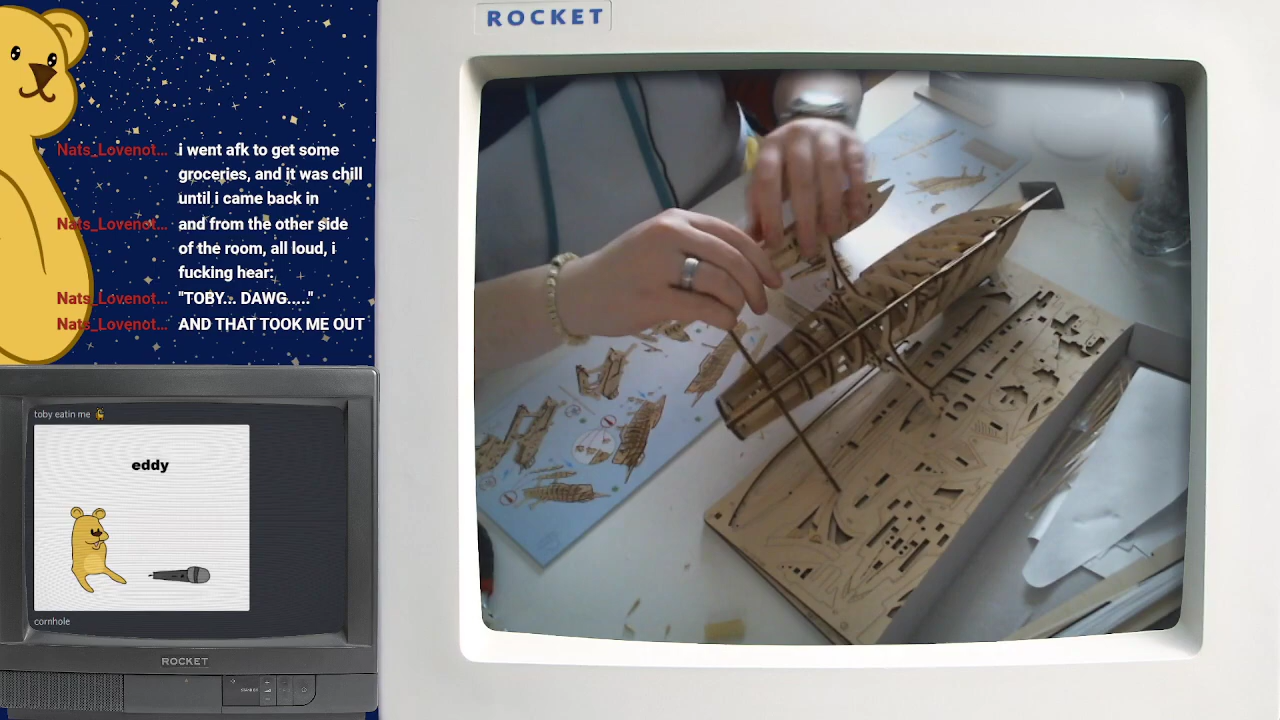 ROCKET
Nats_Lovenot... i went afk to get some
groceries, and it was chill
until i came back in
Nats_Lovenot... and from the other side
of the room, all loud, i
fucking hear:
Nats_Lovenot... "TOBY... DAWG....."
Nats_Lovenot... AND THAT TOOK ME OUT
toby eatin me
eddy
cornhole
ROCKET